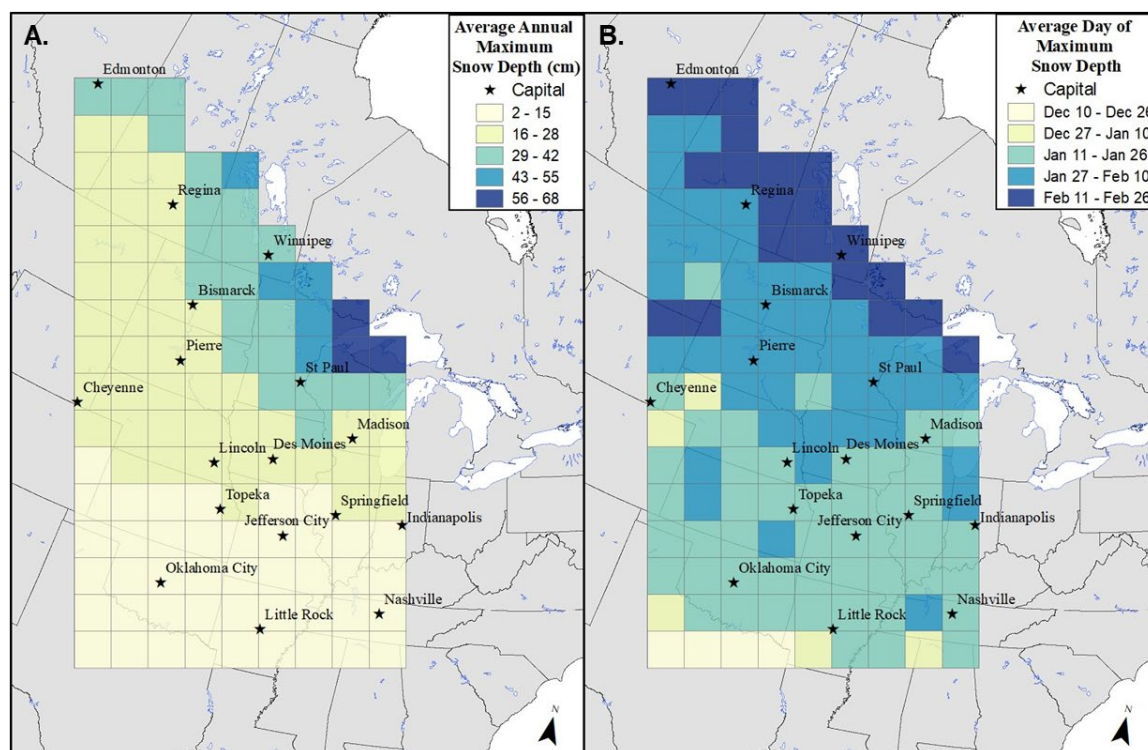 A.
Average Annual
Maximum
Snow Depth (cm)
Capital
2 - 15
16 - 28
29 - 42
43 - 55
56 - 68
Edmonton
Regina
Winnipeg
Bismarck
Pierre
St Paul
Cheyenne
Madison
Lincoln
Des Moines
Topeka
Springfield
Jefferson City
Indianapolis
Oklahoma City
Little Rock
Nashville
N
B.
Average Day of
Maximum
Snow Depth
Capital
Dec 10 - Dec 26
Dec 27 - Jan 10
Jan 11 - Jan 26
Jan 27 - Feb 10
Feb 11 - Feb 26
Edmonton
Regina
Winnipeg
Bismarck
Pierre
St Paul
Cheyenne
Madison
Lincoln
Des Moines
Topeka
Springfield
Jefferson City
Indianapolis
Oklahoma City
Little Rock
Nashville
N